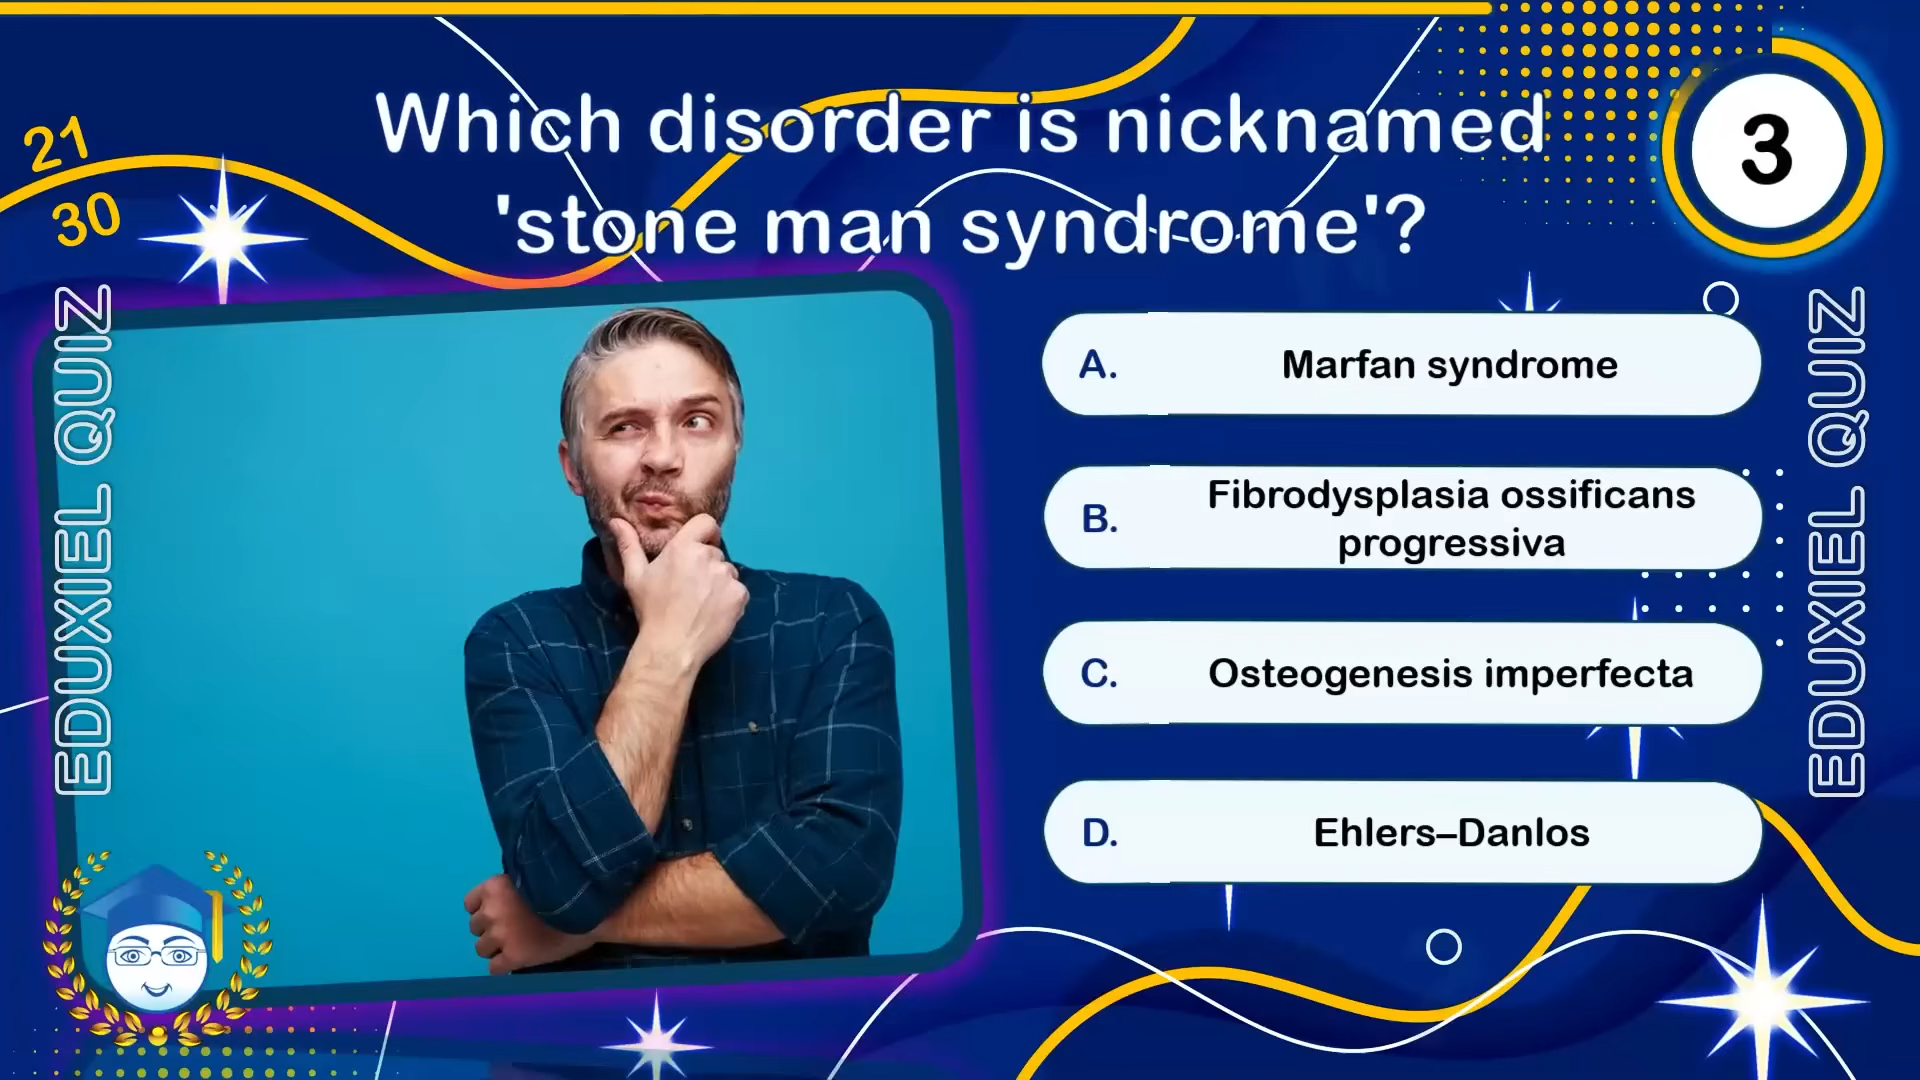 Which disorder is nicknamed
'stone man syndrome'?
3
21
30
EDUXIEL QUIZ
A. Marfan syndrome
B. Fibrodysplasia ossificans
progressiva
C. Osteogenesis imperfecta
D. Ehlers–Danlos
EDUXIEL QUIZ